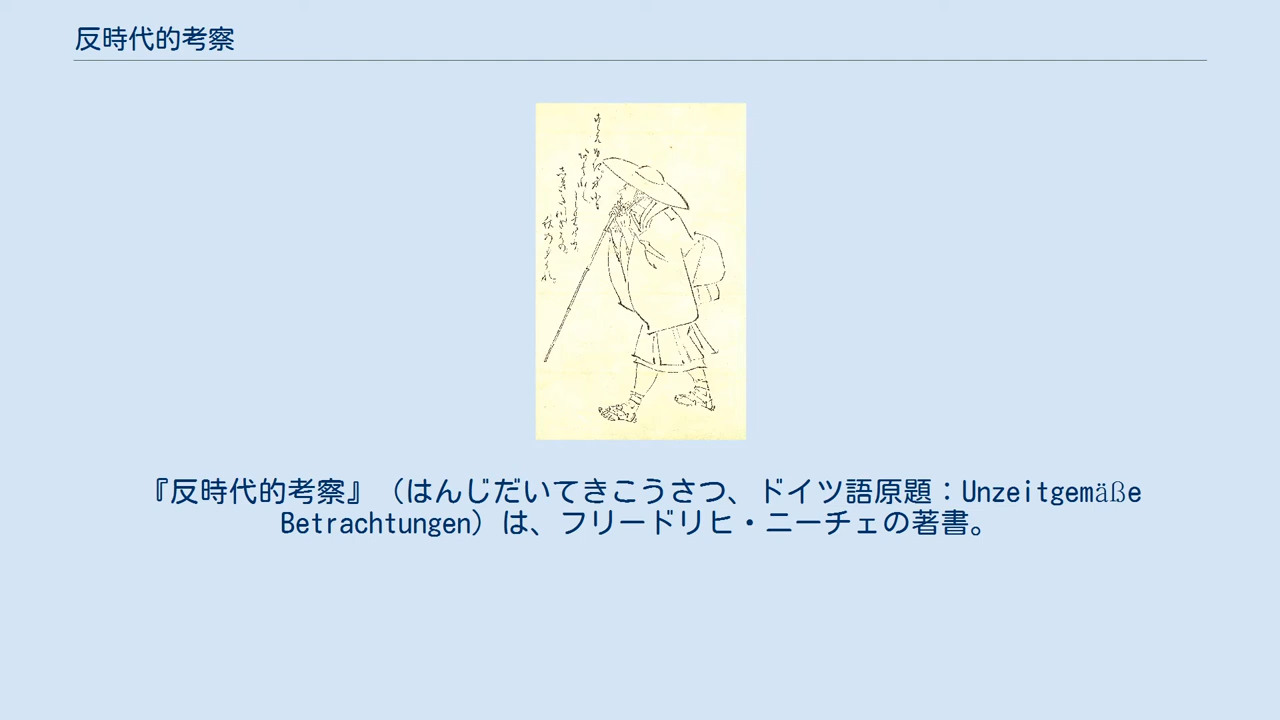 反時代的考察
『反時代的考察』（はんじだいてきこうさつ、ドイツ語原題：Unzeitgemäße
Betrachtungen）は、フリードリヒ・ニーチェの著書。